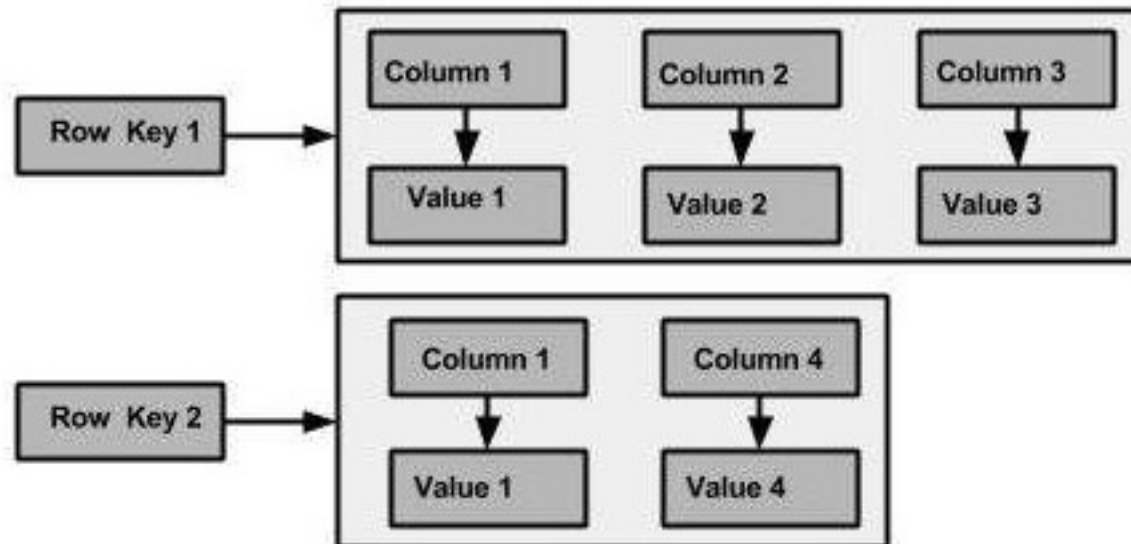 Column 1
Column 2
Column 3
Row Key 1
Value 1
Value 2
Value 3
Column 1
Column 4
Row Key 2
Value 1
Value 4